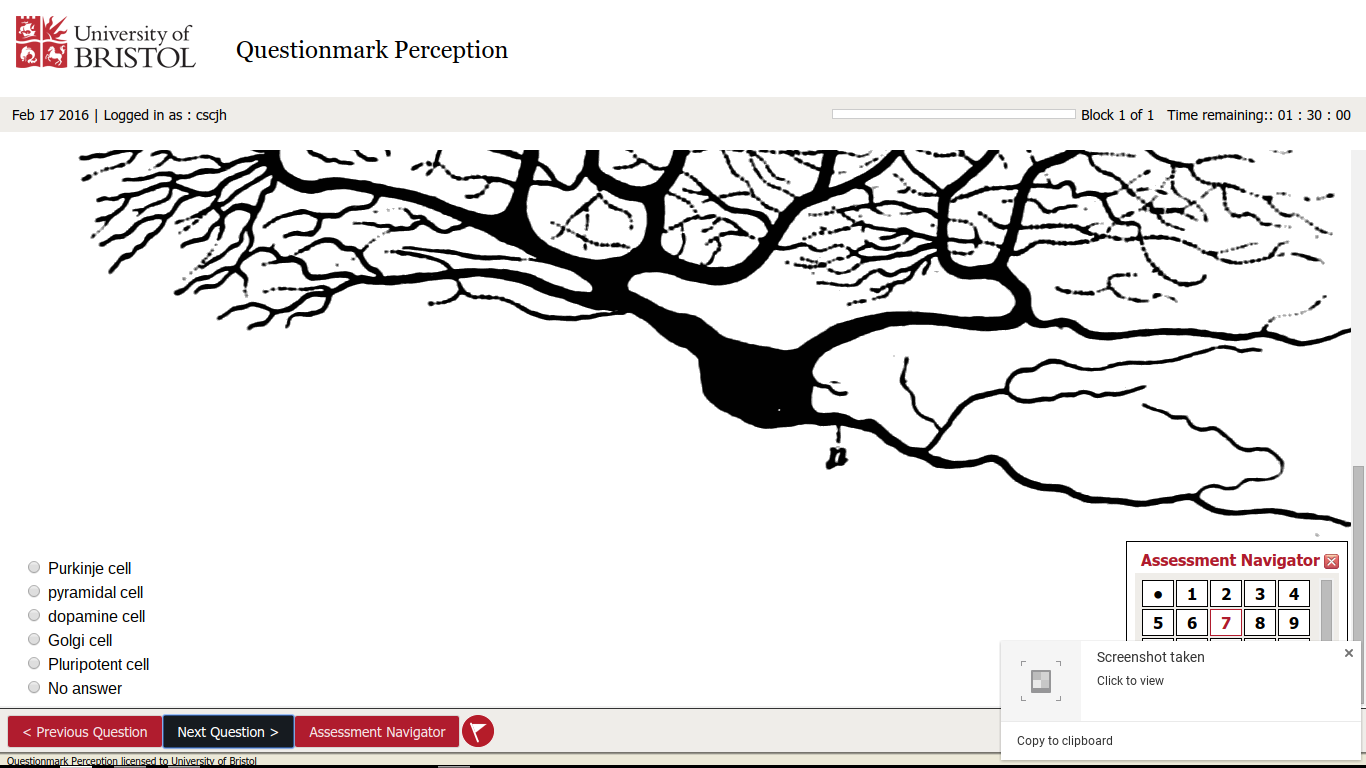 University of
BRISTOL
Questionmark Perception
Feb 17 2016 | Logged in as : cscjh
Block 1 of 1 Time remaining:: 01 : 30 : 00
n
Purkinje cell
pyramidal cell
dopamine cell
Golgi cell
Pluripotent cell
No answer
Assessment Navigator
• 1 2 3 4
5 6 7 8 9
Screenshot taken
Click to view
Copy to clipboard
< Previous Question Next Question > Assessment Navigator
Questionmark Perception licensed to University of Bristol